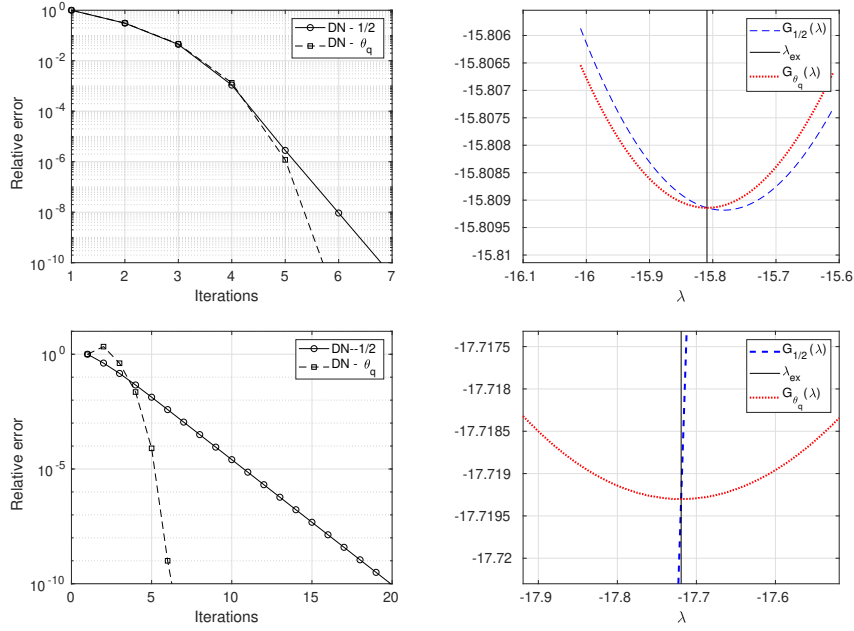 10^0
10^-2
10^-4
10^-6
10^-8
10^-10
Relative error
1 2 3 4 5 6 7
Iterations
DN - 1/2
DN - θ_q
-15.806
-15.8065
-15.807
-15.8075
-15.808
-15.8085
-15.809
-15.8095
-15.81
-16.1 -16 -15.9 -15.8 -15.7 -15.6
λ
G_1/2(λ)
λ_ex
G_θ_q(λ)
10^0
10^-5
10^-10
Relative error
0 5 10 15 20
Iterations
DN--1/2
DN - θ_q
-17.7175
-17.718
-17.7185
-17.719
-17.7195
-17.72
-17.9 -17.8 -17.7 -17.6
λ
G_1/2(λ)
λ_ex
G_θ_q(λ)